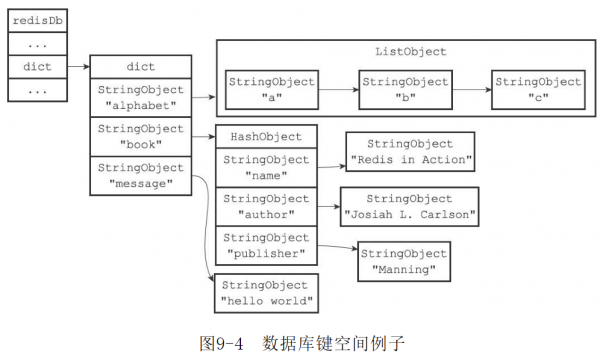 redisDb
...
dict
...
dict
StringObject
"alphabet"
StringObject
"book"
StringObject
"message"
ListObject
StringObject
"a"
StringObject
"b"
StringObject
"c"
HashObject
StringObject
"name"
StringObject
"author"
StringObject
"publisher"
StringObject
"Redis in Action"
StringObject
"Josiah L. Carlson"
StringObject
"Manning"
StringObject
"hello world"
图9-4 数据库键空间例子